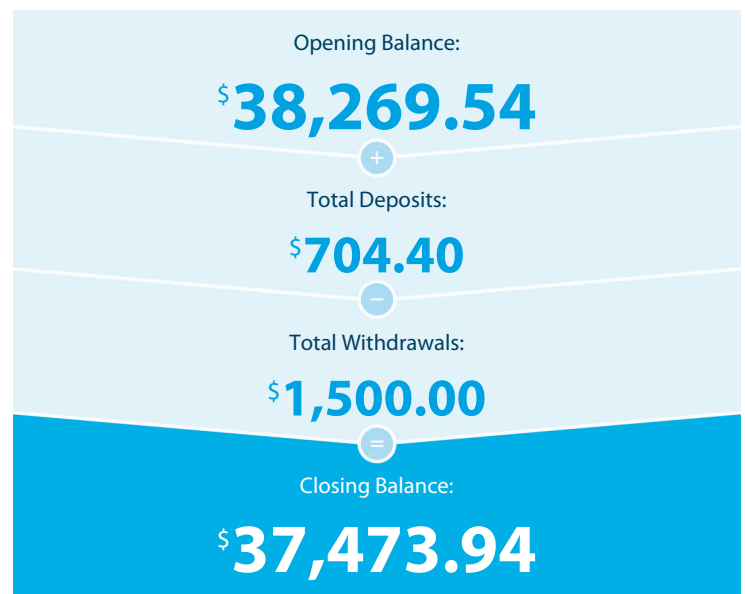 Opening Balance:
$38,269.54
+
Total Deposits:
$704.40
−
Total Withdrawals:
$1,500.00
=
Closing Balance:
$37,473.94